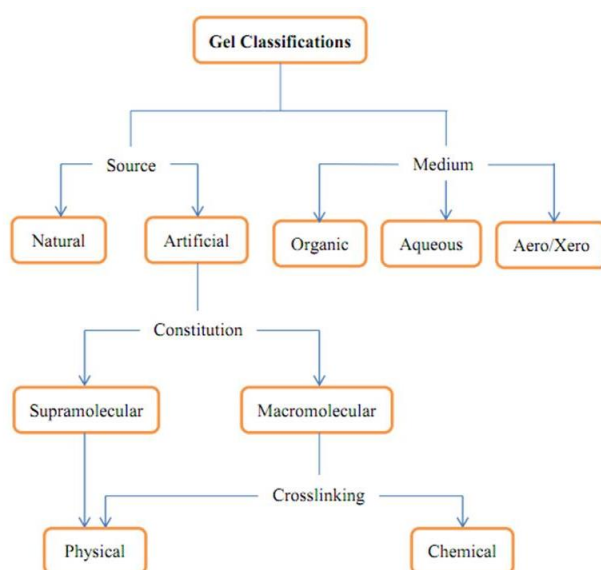 Gel Classifications
Source
Medium
Natural
Artificial
Organic
Aqueous
Aero/Xero
Constitution
Supramolecular
Macromolecular
Crosslinking
Physical
Chemical